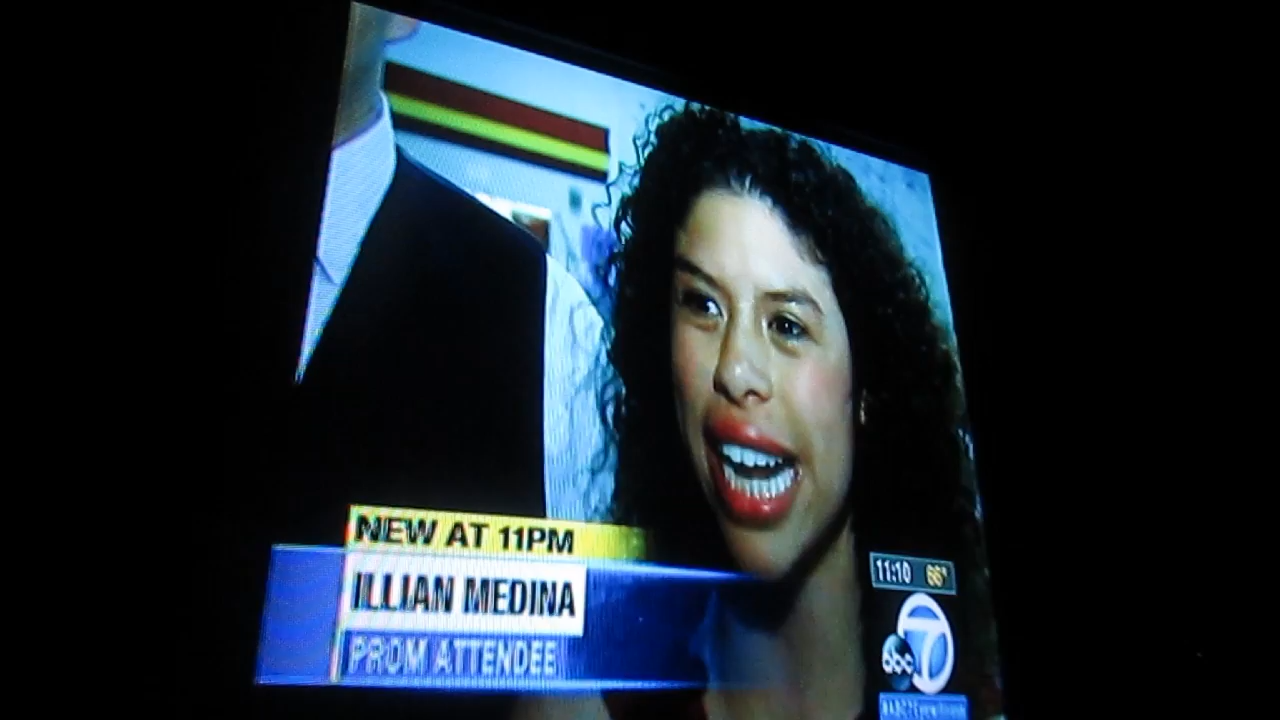 NEW AT 11PM
ILLIAN MEDINA
PROM ATTENDEE
11:10 66°
abc 7